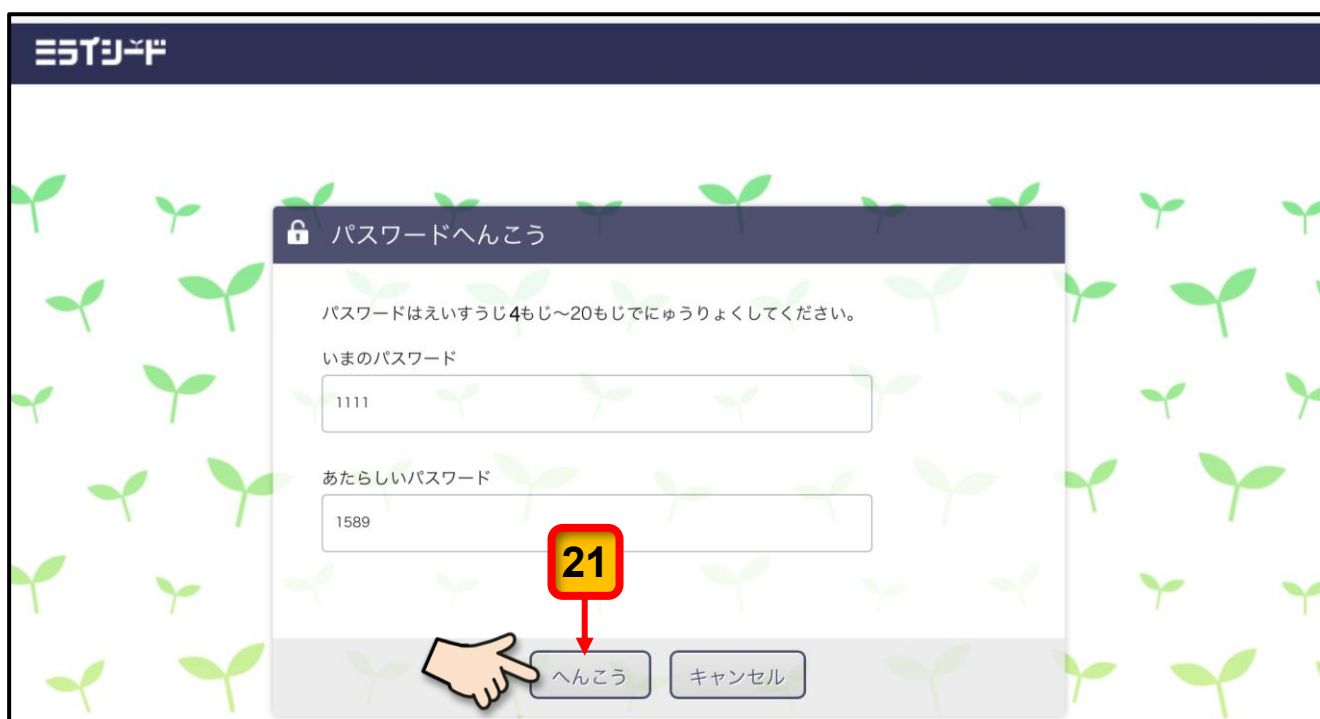 ミライシード
パスワードへんこう
パスワードはえいすうじ4もじ～20もじでにゅうりょくしてください。
いまのパスワード
1111
あたらしいパスワード
1589
21
へんこう キャンセル